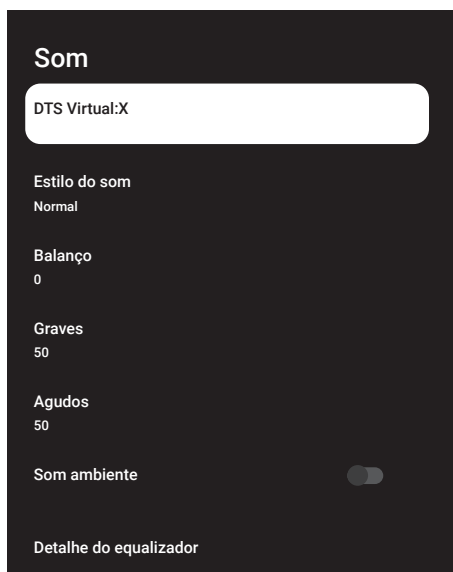 Som
DTS Virtual:X
Estilo do som
Normal
Balanço
0
Graves
50
Agudos
50
Som ambiente
Detalhe do equalizador